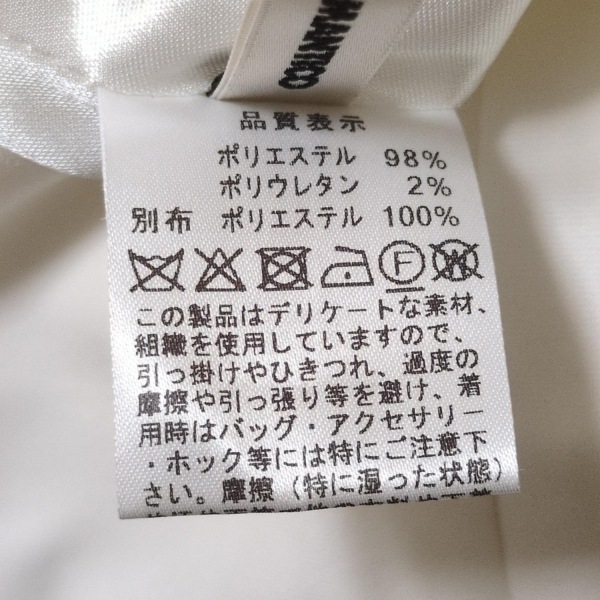 MANTICO
品質表示
ポリエステル 98%
ポリウレタン 2%
別布 ポリエステル 100%
F
W
この製品はデリケートな素材、
組織を使用していますので、
引っ掛けやひきつれ、過度の
摩擦や引っ張り等を避け、着
用時はバッグ・アクセサリー
・ホック等には特にご注意下
さい。摩擦（特に湿った状態）